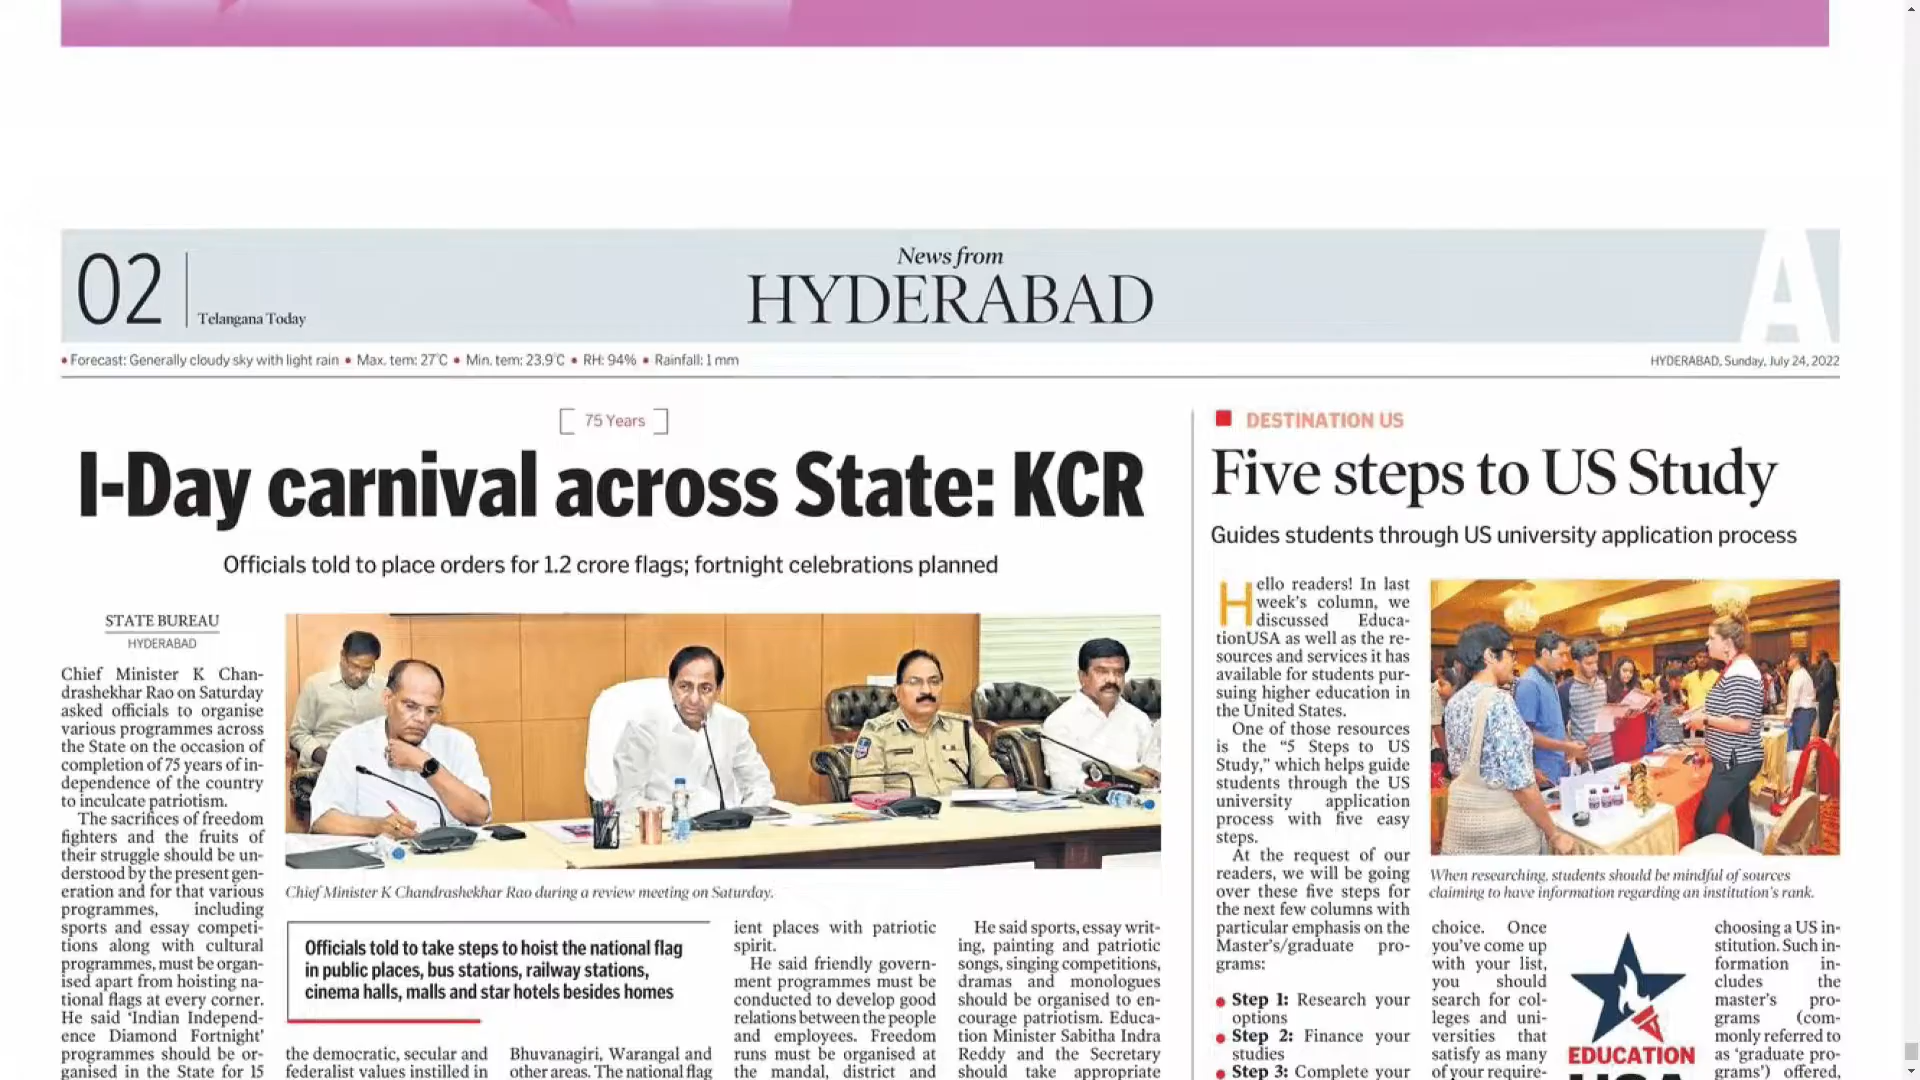 02
Telangana Today
News from
HYDERABAD
A
• Forecast: Generally cloudy sky with light rain • Max. tem: 27°C • Min. tem: 23.9°C • RH: 94% • Rainfall: 1 mm
HYDERABAD, Sunday, July 24, 2022
75 Years
I-Day carnival across State: KCR
Officials told to place orders for 1.2 crore flags; fortnight celebrations planned
STATE BUREAU
HYDERABAD
Chief Minister K Chan-
drashekhar Rao on Saturday
asked officials to organise
various programmes across
the State on the occasion of
completion of 75 years of in-
dependence of the country
to inculcate patriotism.
The sacrifices of freedom
fighters and the fruits of
their struggle should be un-
derstood by the present gen-
eration and for that various
programmes, including
sports and essay competi-
tions along with cultural
programmes, must be organ-
ised apart from hoisting na-
tional flags at every corner.
He said ‘Indian Independ-
ence Diamond Fortnight’
programmes should be or-
ganised in the State for 15
Chief Minister K Chandrashekhar Rao during a review meeting on Saturday.
Officials told to take steps to hoist the national flag
in public places, bus stations, railway stations,
cinema halls, malls and star hotels besides homes
the democratic, secular and
federalist values instilled in
Bhuvanagiri, Warangal and
other areas. The national flag
ient places with patriotic
spirit.
He said friendly govern-
ment programmes must be
conducted to develop good
relations between the people
and employees. Freedom
runs must be organised at
the mandal, district and
He said sports, essay writ-
ing, painting and patriotic
songs, singing competitions,
dramas and monologues
should be organised to en-
courage patriotism. Educa-
tion Minister Sabitha Indra
Reddy and the Secretary
should take appropriate
DESTINATION US
Five steps to US Study
Guides students through US university application process
Hello readers! In last
week’s column, we
discussed Educa-
tionUSA as well as the re-
sources and services it has
available for students pur-
suing higher education in
the United States.
One of those resources
is the “5 Steps to US
Study,” which helps guide
students through the US
university application
process with five easy
steps.
At the request of our
readers, we will be going
over these five steps for
the next few columns with
particular emphasis on the
Master’s/graduate pro-
grams:
• Step 1: Research your
options
• Step 2: Finance your
studies
• Step 3: Complete your
When researching, students should be mindful of sources
claiming to have information regarding an institution’s rank.
choice. Once
you’ve come up
with your list,
you should
search for col-
leges and uni-
versities that
satisfy as many
of your require-
EDUCATION
USA
choosing a US in-
stitution. Such in-
formation in-
cludes the
master’s pro-
grams (com-
monly referred to
as ‘graduate pro-
grams’) offered,